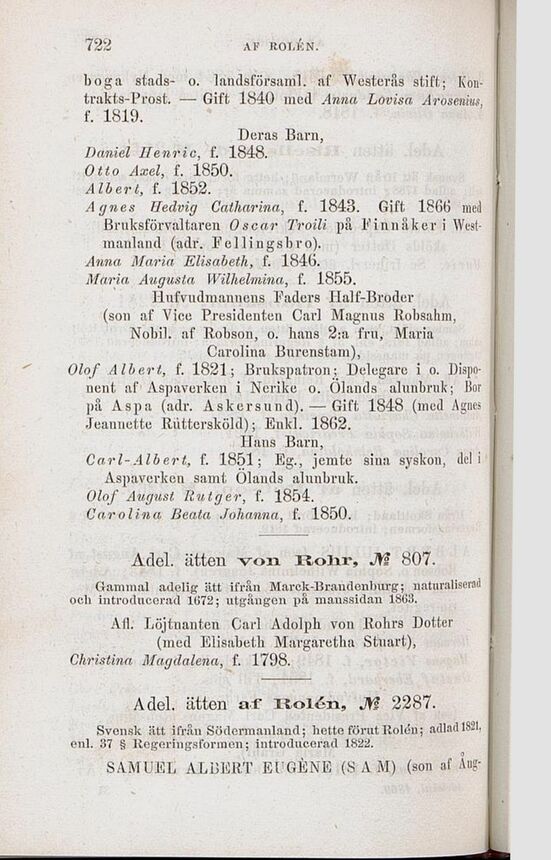 722 AF ROLÉN.
boga stads- o. landsförsaml. af Westerås stift; Kon-
trakts-Prost. — Gift 1840 med Anna Lovisa Arosenius,
f. 1819.
Deras Barn,
Daniel Henric, f. 1848.
Otto Axel, f. 1850.
Albert, f. 1852.
Agnes Hedvig Catharina, f. 1843. Gift 1866 med
Bruksförvaltaren Oscar Troili på Finnåker i West-
manland (adr. Fellingsbro).
Anna Maria Elisabeth, f. 1846.
Maria Augusta Wilhelmina, f. 1855.
Hufvudmannens Faders Half-Broder
(son af Vice Presidenten Carl Magnus Robsahm,
Nobil. af Robson, o. hans 2:a fru, Maria
Carolina Burenstam),
Olof Albert, f. 1821; Brukspatron; Delegare i o. Dispo-
nent af Aspaverken i Nerike o. Ölands alunbruk; Bor
på Aspa (adr. Askersund). — Gift 1848 (med Agnes
Jeannette Rüttersköld); Enkl. 1862.
Hans Barn,
Carl-Albert, f. 1851; Eg., jemte sina syskon, del i
Aspaverken samt Ölands alunbruk.
Olof August Rutger, f. 1854.
Carolina Beata Johanna, f. 1850.
Adel. ätten von Rohr, № 807.
Gammal adelig ätt ifrån Marck-Brandenburg; naturaliserad
och introducerad 1672; utgången på manssidan 1863.
Afl. Löjtnanten Carl Adolph von Rohrs Dotter
(med Elisabeth Margaretha Stuart),
Christina Magdalena, f. 1798.
Adel. ätten af Rolén, № 2287.
Svensk ätt ifrån Södermanland; hette förut Rolén; adlad 1821,
enl. 37 § Regeringsformen; introducerad 1822.
SAMUEL ALBERT EUGÈNE (S A M) (son af Aug-